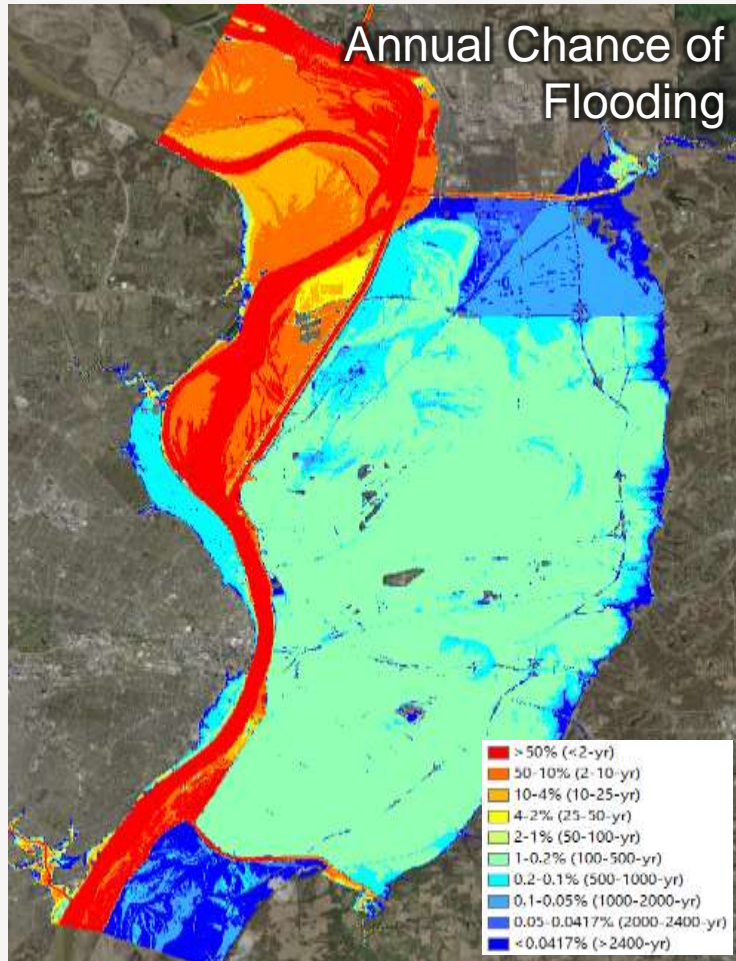 Annual Chance of
Flooding
>50% (<2-yr)
50-10% (2-10-yr)
10-4% (10-25-yr)
4-2% (25-50-yr)
2-1% (50-100-yr)
1-0.2% (100-500-yr)
0.2-0.1% (500-1000-yr)
0.1-0.05% (1000-2000-yr)
0.05-0.0417% (2000-2400-yr)
<0.0417% (>2400-yr)